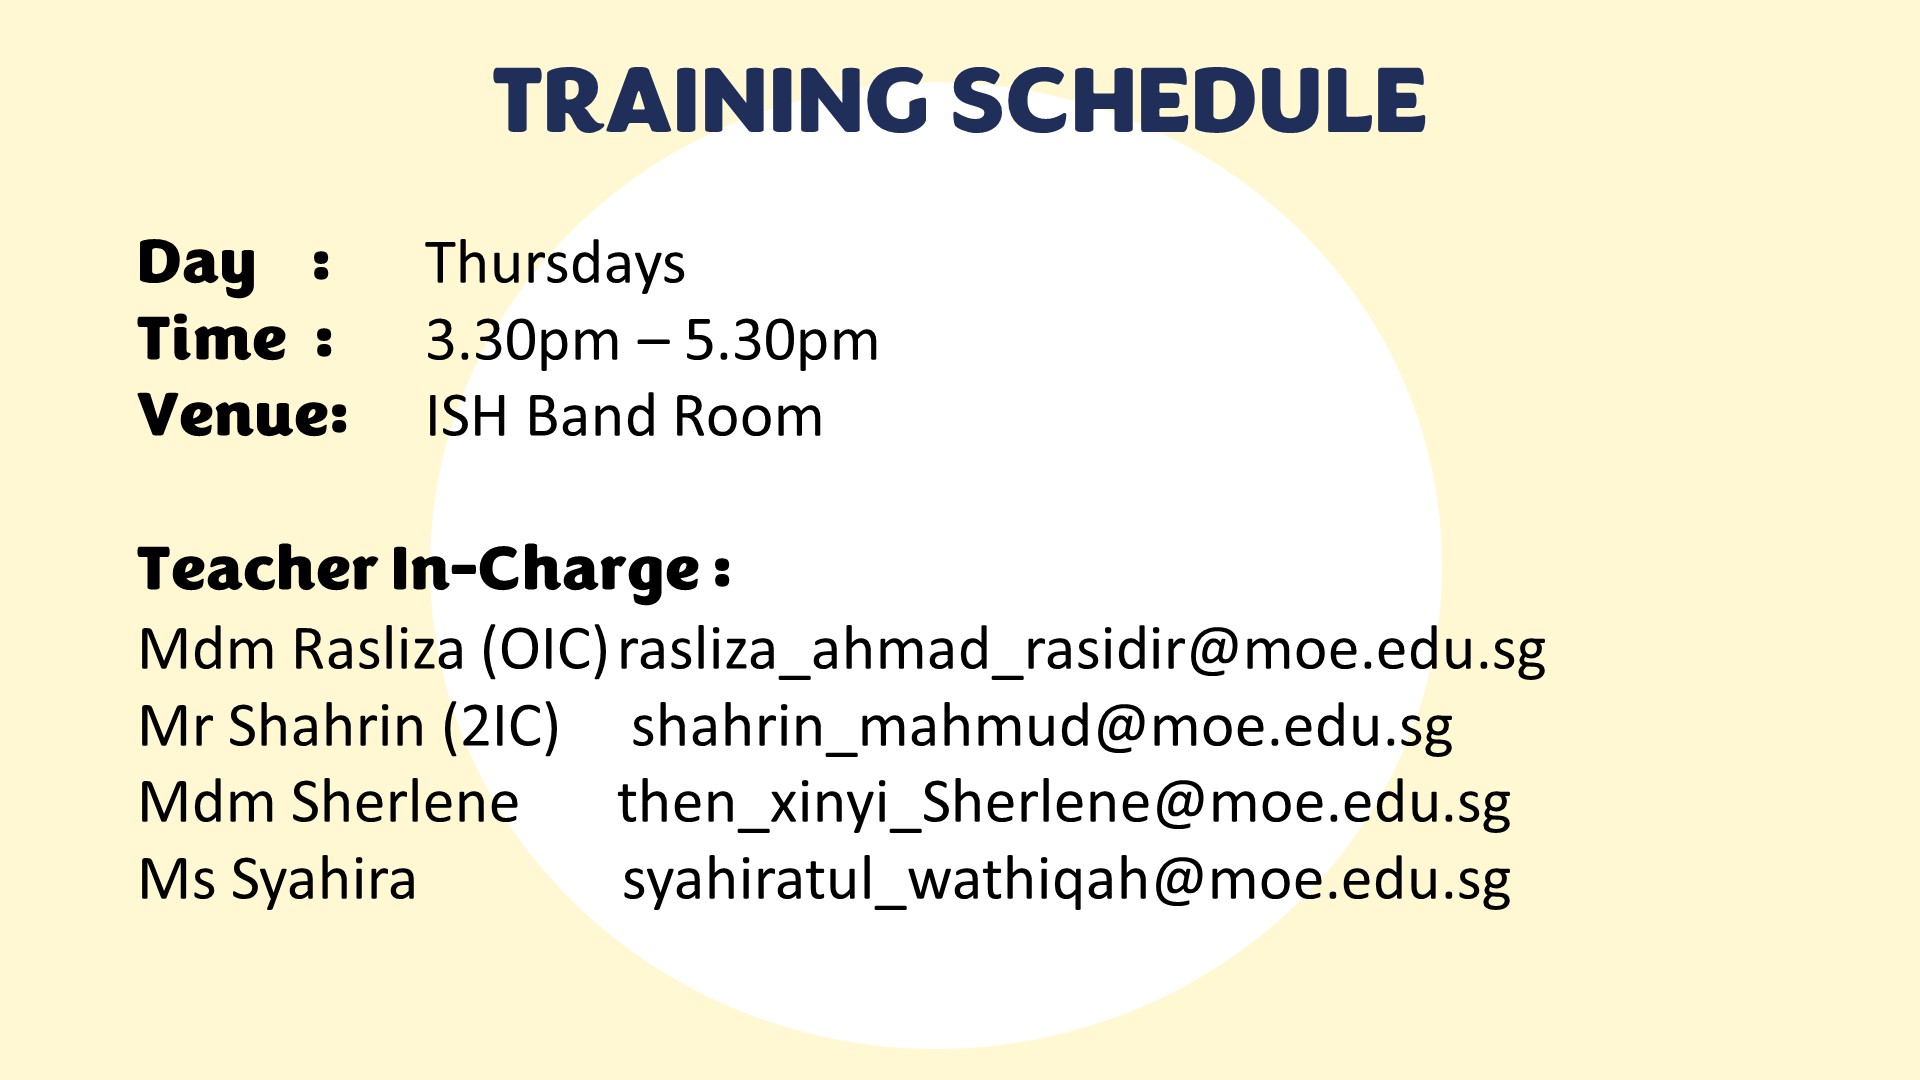 TRAINING SCHEDULE
Day : Thursdays
Time : 3.30pm – 5.30pm
Venue: ISH Band Room
Teacher In-Charge :
Mdm Rasliza (OIC) rasliza_ahmad_rasidir@moe.edu.sg
Mr Shahrin (2IC) shahrin_mahmud@moe.edu.sg
Mdm Sherlene then_xinyi_Sherlene@moe.edu.sg
Ms Syahira syahiratul_wathiqah@moe.edu.sg